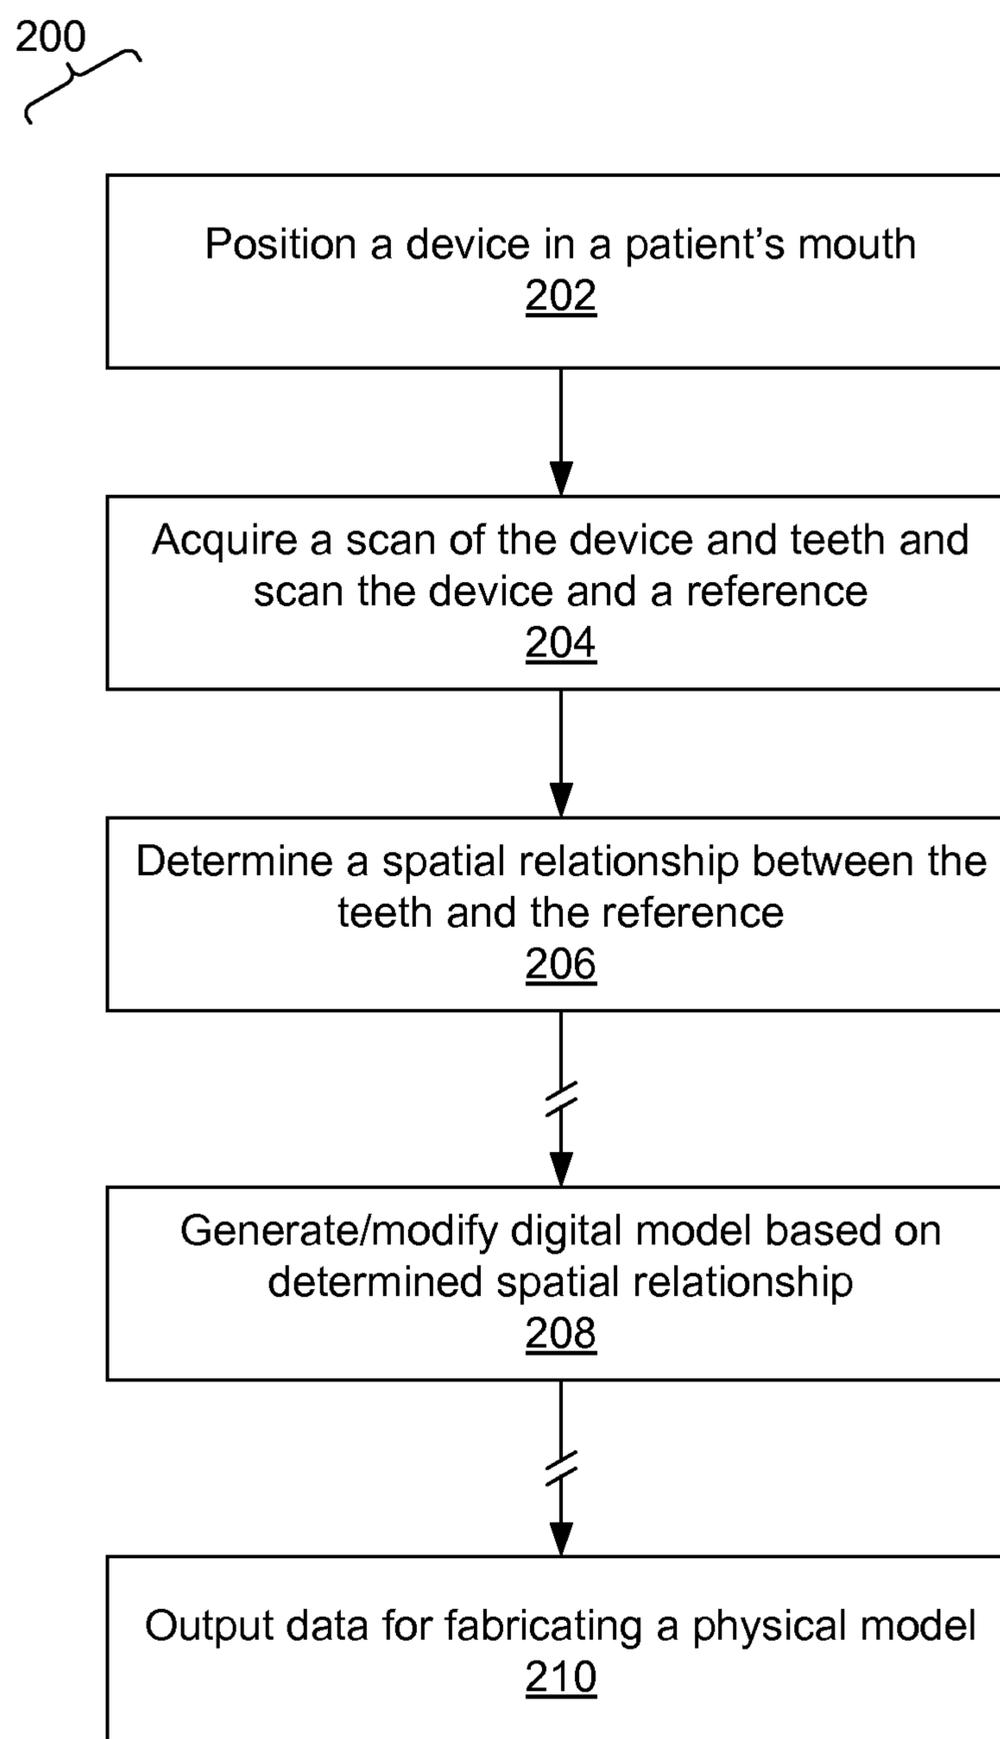 200
Position a device in a patient’s mouth
202
Acquire a scan of the device and teeth and
scan the device and a reference
204
Determine a spatial relationship between the
teeth and the reference
206
Generate/modify digital model based on
determined spatial relationship
208
Output data for fabricating a physical model
210